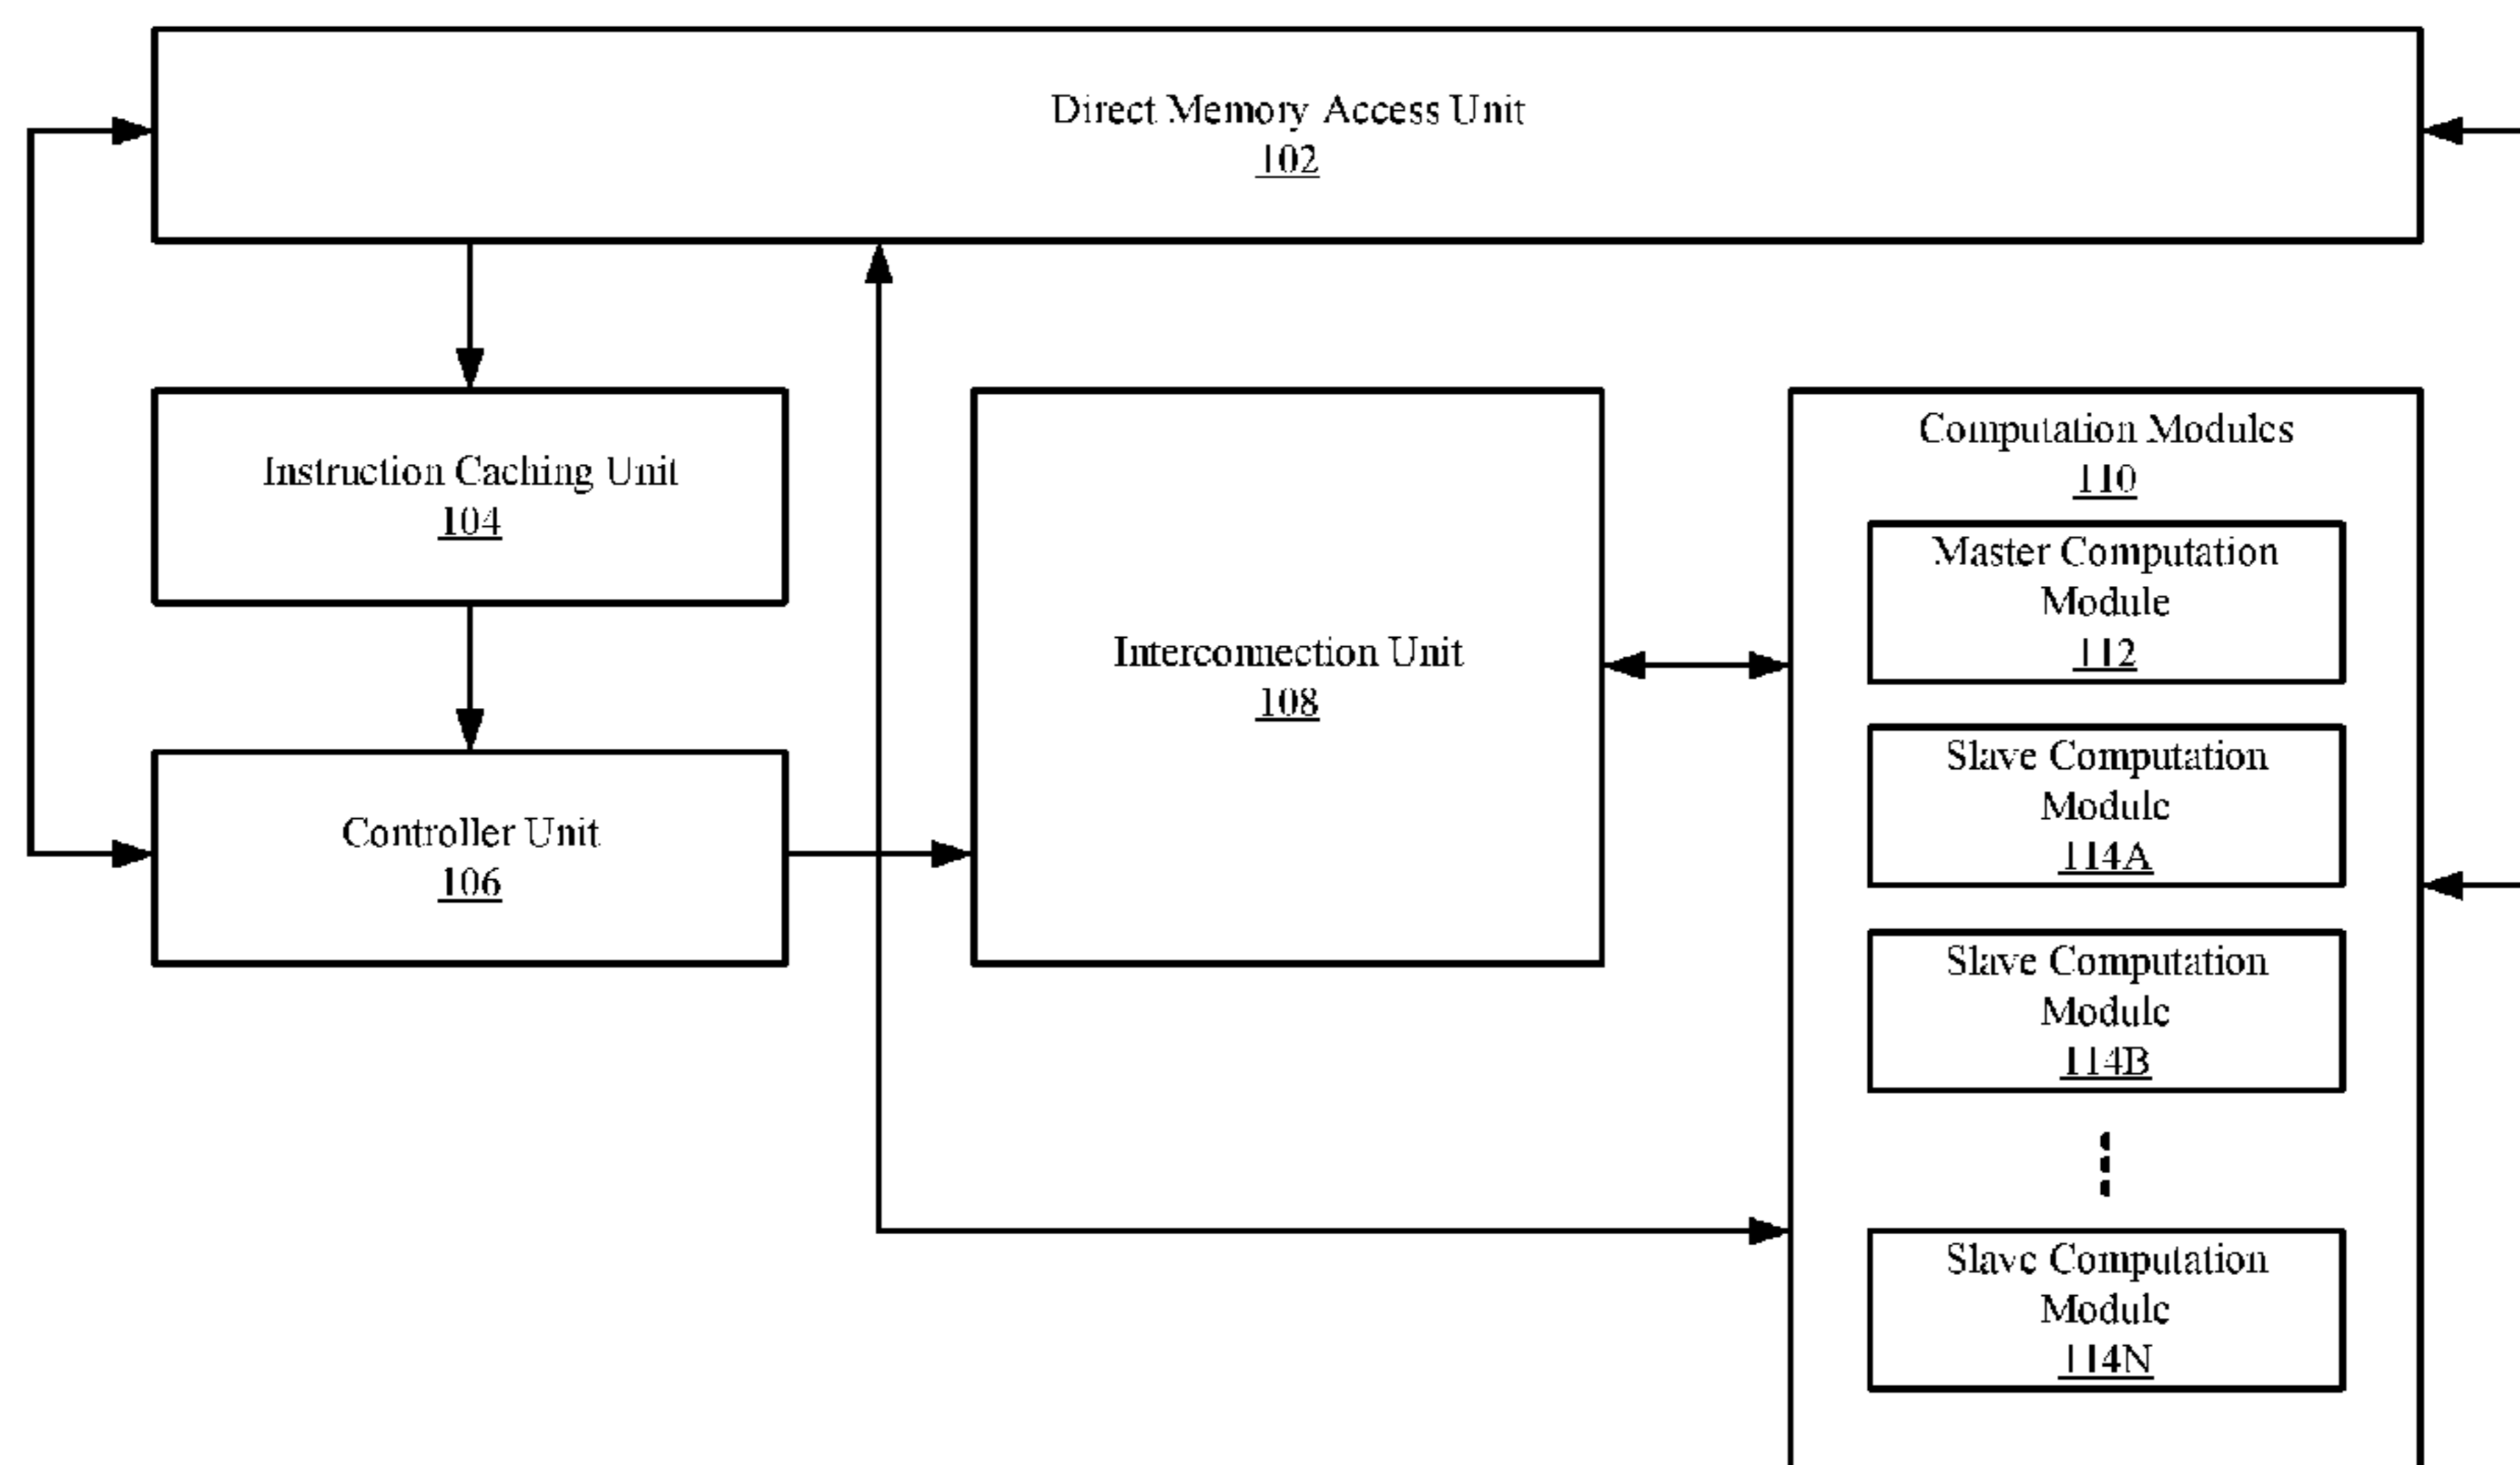 Direct Memory Access Unit
102
Instruction Caching Unit
104
Controller Unit
106
Interconnection Unit
108
Computation Modules
110
Master Computation
Module
112
Slave Computation
Module
114A
Slave Computation
Module
114B
Slave Computation
Module
114N